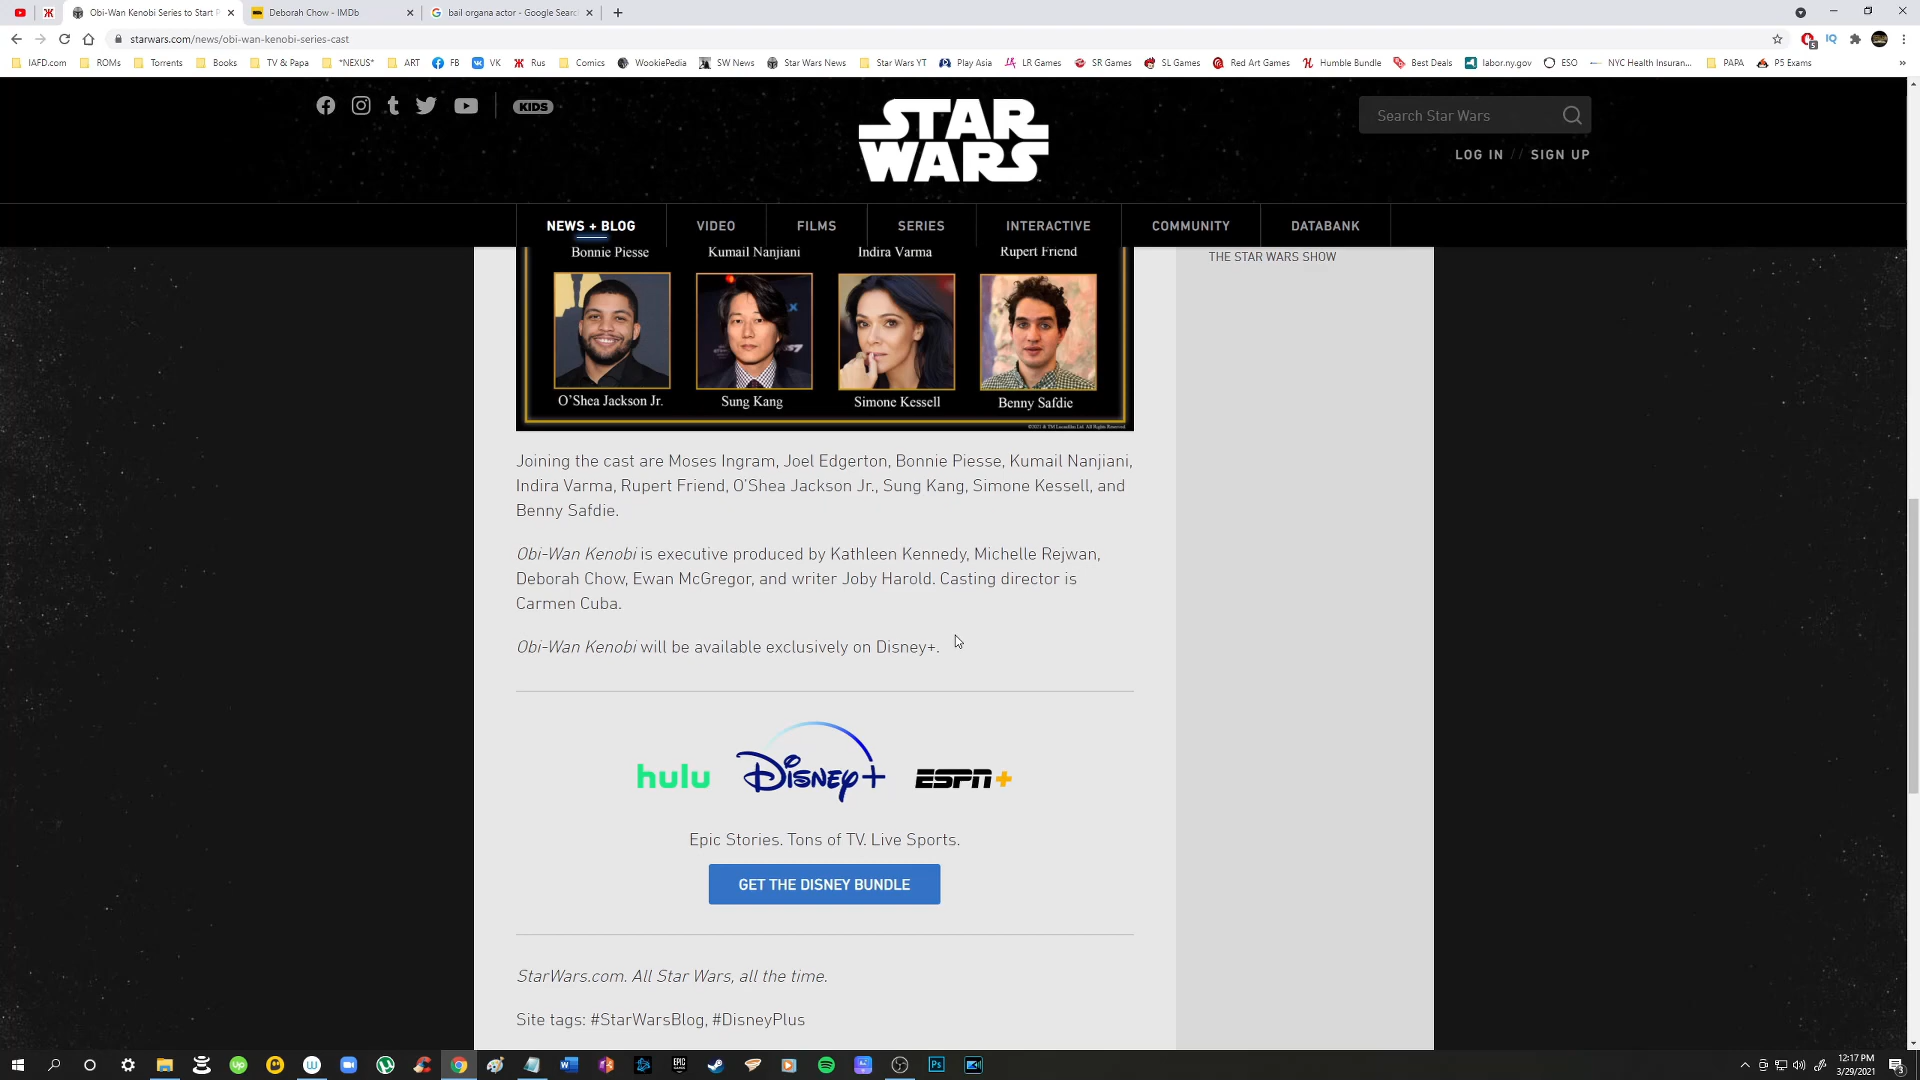 Obi-Wan Kenobi Series to Start P
Deborah Chow - IMDb
bail organa actor - Google Searc
starwars.com/news/obi-wan-kenobi-series-cast
5
IAFD.com ROMs Torrents Books TV & Papa *NEXUS* ART FB VK Rus Comics WookiePedia SW News Star Wars News Star Wars YT Play Asia LR Games SR Games SL Games Red Art Games Humble Bundle Best Deals labor.ny.gov ESO NYC Health Insuran... PAPA P5 Exams
KIDS
STAR
WARS
Search Star Wars
LOG IN // SIGN UP
NEWS + BLOG VIDEO FILMS SERIES INTERACTIVE COMMUNITY DATABANK
Bonnie Piesse Kumail Nanjiani Indira Varma Rupert Friend
THE STAR WARS SHOW
O'Shea Jackson Jr. Sung Kang Simone Kessell Benny Safdie
Joining the cast are Moses Ingram, Joel Edgerton, Bonnie Piesse, Kumail Nanjiani,
Indira Varma, Rupert Friend, O'Shea Jackson Jr., Sung Kang, Simone Kessell, and
Benny Safdie.
Obi-Wan Kenobi is executive produced by Kathleen Kennedy, Michelle Rejwan,
Deborah Chow, Ewan McGregor, and writer Joby Harold. Casting director is
Carmen Cuba.
Obi-Wan Kenobi will be available exclusively on Disney+.
hulu Disney+ ESPN+
Epic Stories. Tons of TV. Live Sports.
GET THE DISNEY BUNDLE
StarWars.com. All Star Wars, all the time.
Site tags: #StarWarsBlog, #DisneyPlus
12:17 PM
3/29/2021